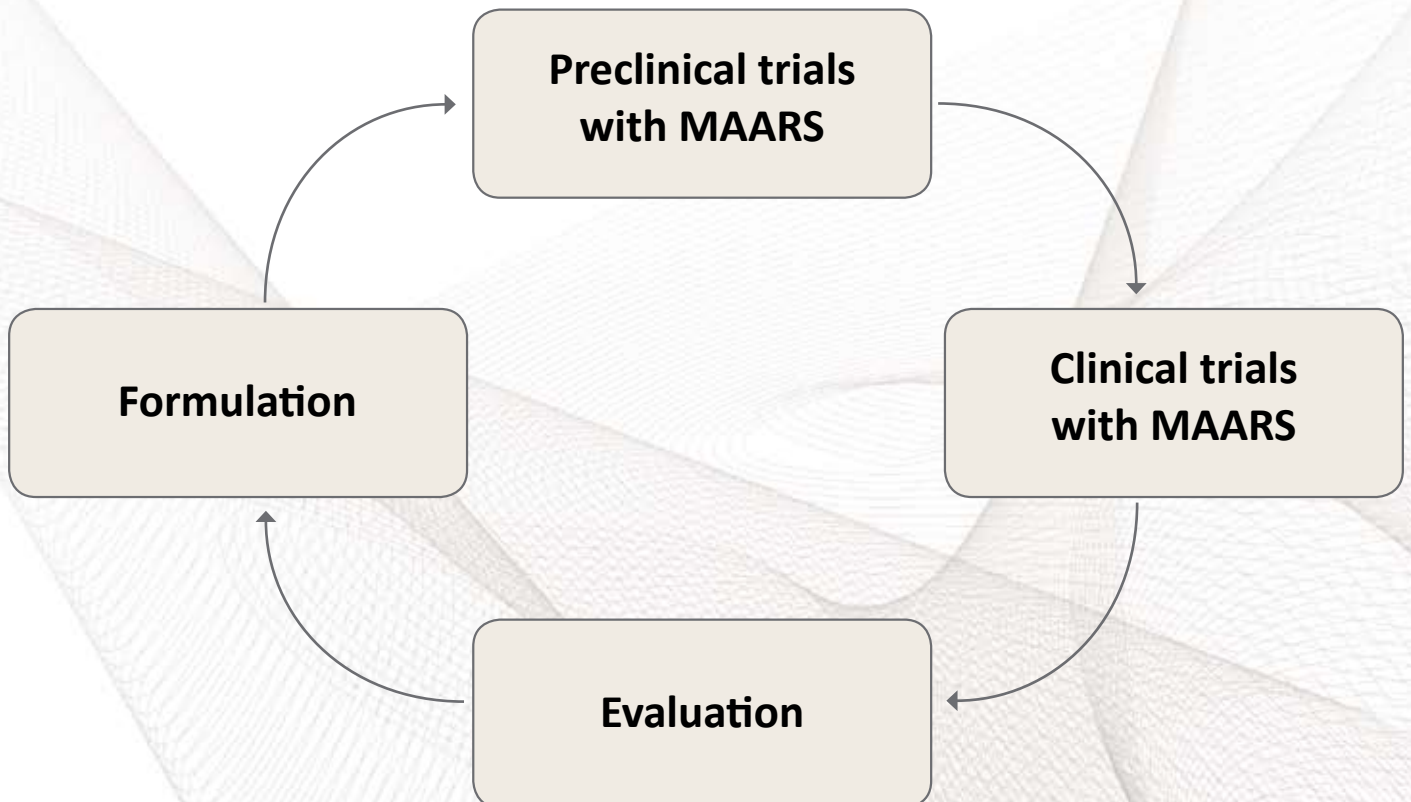 Preclinical trials
with MAARS
Formulation
Clinical trials
with MAARS
Evaluation